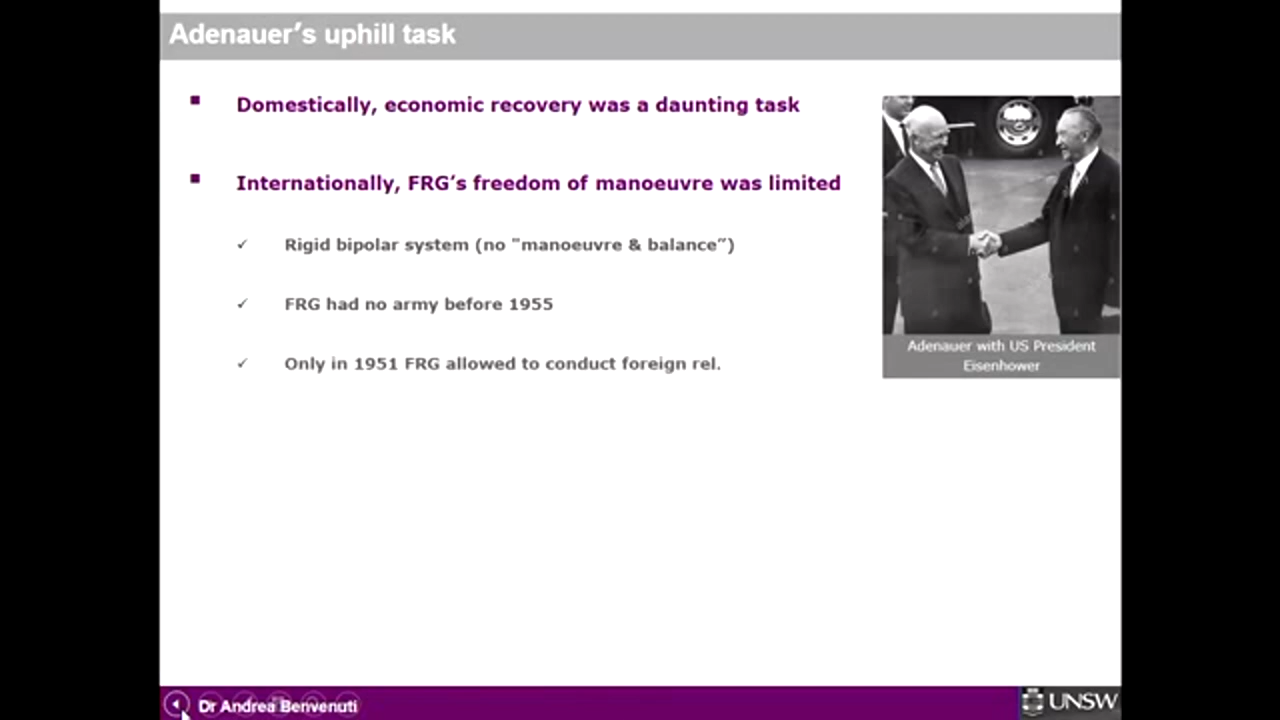 Adenauer’s uphill task
Domestically, economic recovery was a daunting task
Internationally, FRG’s freedom of manoeuvre was limited
Rigid bipolar system (no "manoeuvre & balance”)
FRG had no army before 1955
Only in 1951 FRG allowed to conduct foreign rel.
Adenauer with US President
Eisenhower
Dr Andrea Benvenuti
UNSW